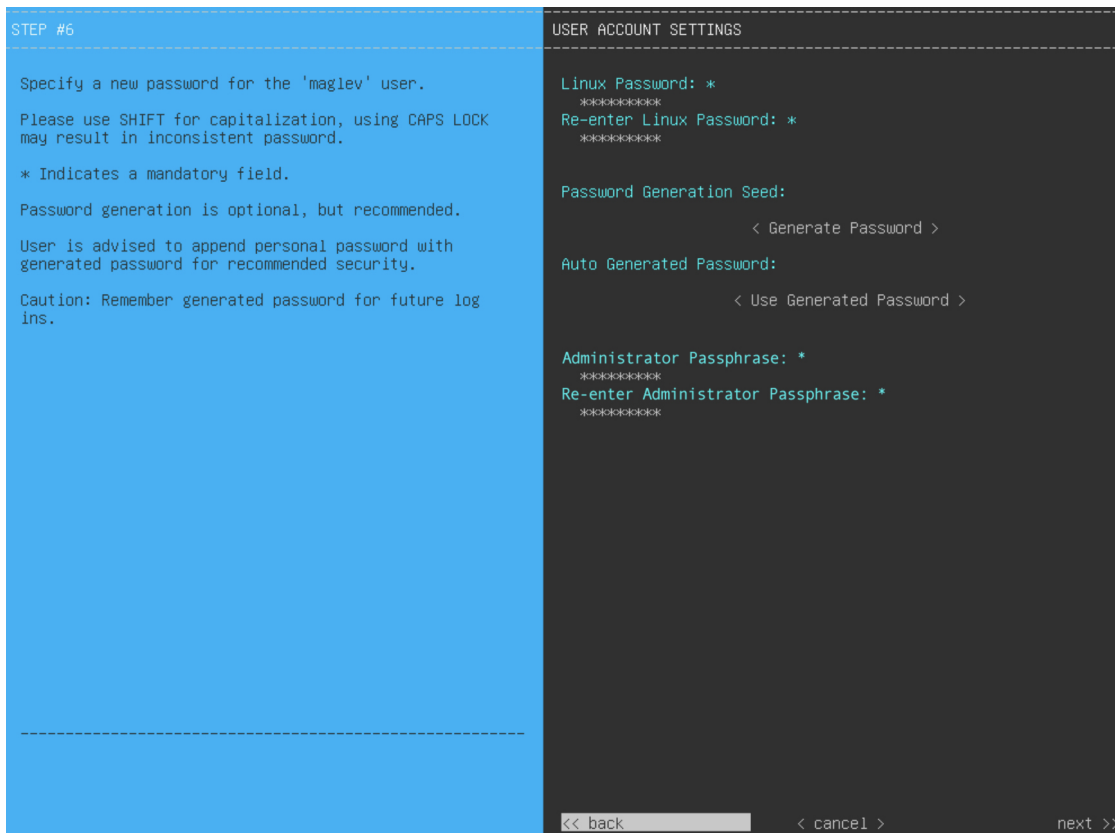 STEP #6
Specify a new password for the 'maglev' user.
Please use SHIFT for capitalization, using CAPS LOCK
may result in inconsistent password.
* Indicates a mandatory field.
Password generation is optional, but recommended.
User is advised to append personal password with
generated password for recommended security.
Caution: Remember generated password for future log
ins.
USER ACCOUNT SETTINGS
Linux Password: *
*********
Re-enter Linux Password: *
*********
Password Generation Seed:
< Generate Password >
Auto Generated Password:
< Use Generated Password >
Administrator Passphrase: *
*********
Re-enter Administrator Passphrase: *
*********
<< back < cancel > next >>